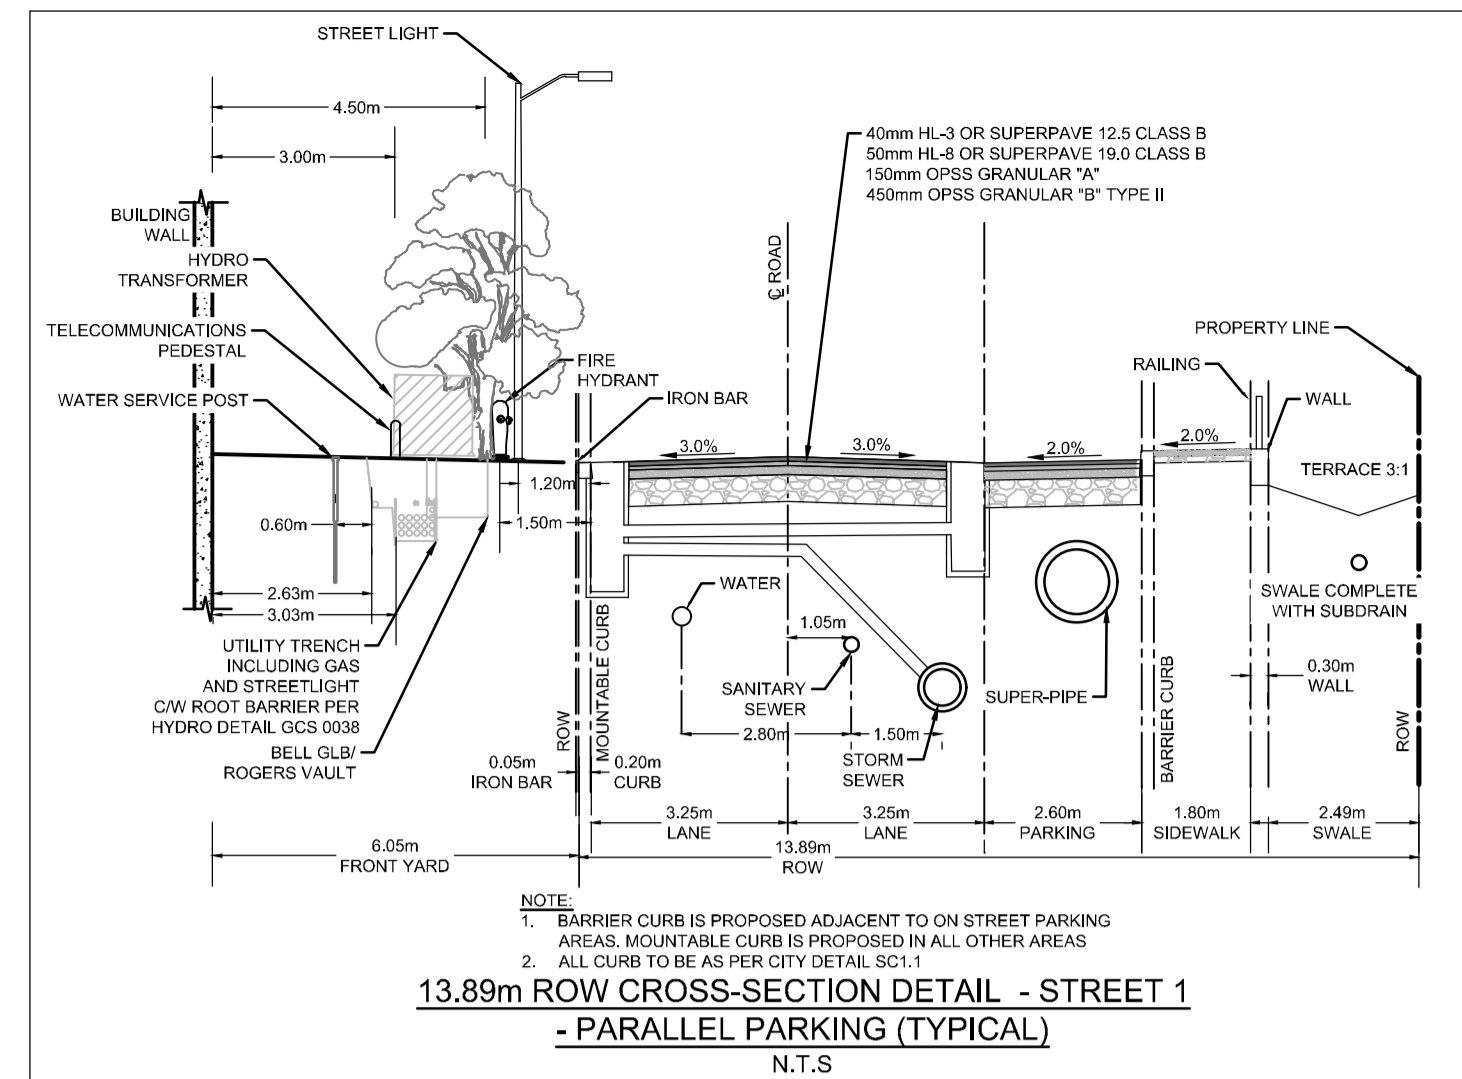 STREET LIGHT
4.50m
3.00m
40mm HL-3 OR SUPERPAVE 12.5 CLASS B
50mm HL-8 OR SUPERPAVE 19.0 CLASS B
150mm OPSS GRANULAR "A"
450mm OPSS GRANULAR "B" TYPE II
BUILDING
WALL
HYDRO
TRANSFORMER
TELECOMMUNICATIONS
PEDESTAL
WATER SERVICE POST
℄ ROAD
FIRE
HYDRANT
IRON BAR
PROPERTY LINE
RAILING
WALL
3.0%
3.0%
2.0%
2.0%
TERRACE 3:1
1.20m
1.50m
0.60m
2.63m
3.03m
UTILITY TRENCH
INCLUDING GAS
AND STREETLIGHT
C/W ROOT BARRIER PER
HYDRO DETAIL GCS 0038
BELL GLB/
ROGERS VAULT
WATER
1.05m
SANITARY
SEWER
2.80m
1.50m
STORM
SEWER
SUPER-PIPE
SWALE COMPLETE
WITH SUBDRAIN
0.30m
WALL
ROW
MOUNTABLE CURB
BARRIER CURB
ROW
0.05m
IRON BAR
0.20m
CURB
3.25m
LANE
3.25m
LANE
2.60m
PARKING
1.80m
SIDEWALK
2.49m
SWALE
6.05m
FRONT YARD
13.89m
ROW
NOTE:
1. BARRIER CURB IS PROPOSED ADJACENT TO ON STREET PARKING
AREAS. MOUNTABLE CURB IS PROPOSED IN ALL OTHER AREAS
2. ALL CURB TO BE AS PER CITY DETAIL SC1.1
13.89m ROW CROSS-SECTION DETAIL - STREET 1
- PARALLEL PARKING (TYPICAL)
N.T.S